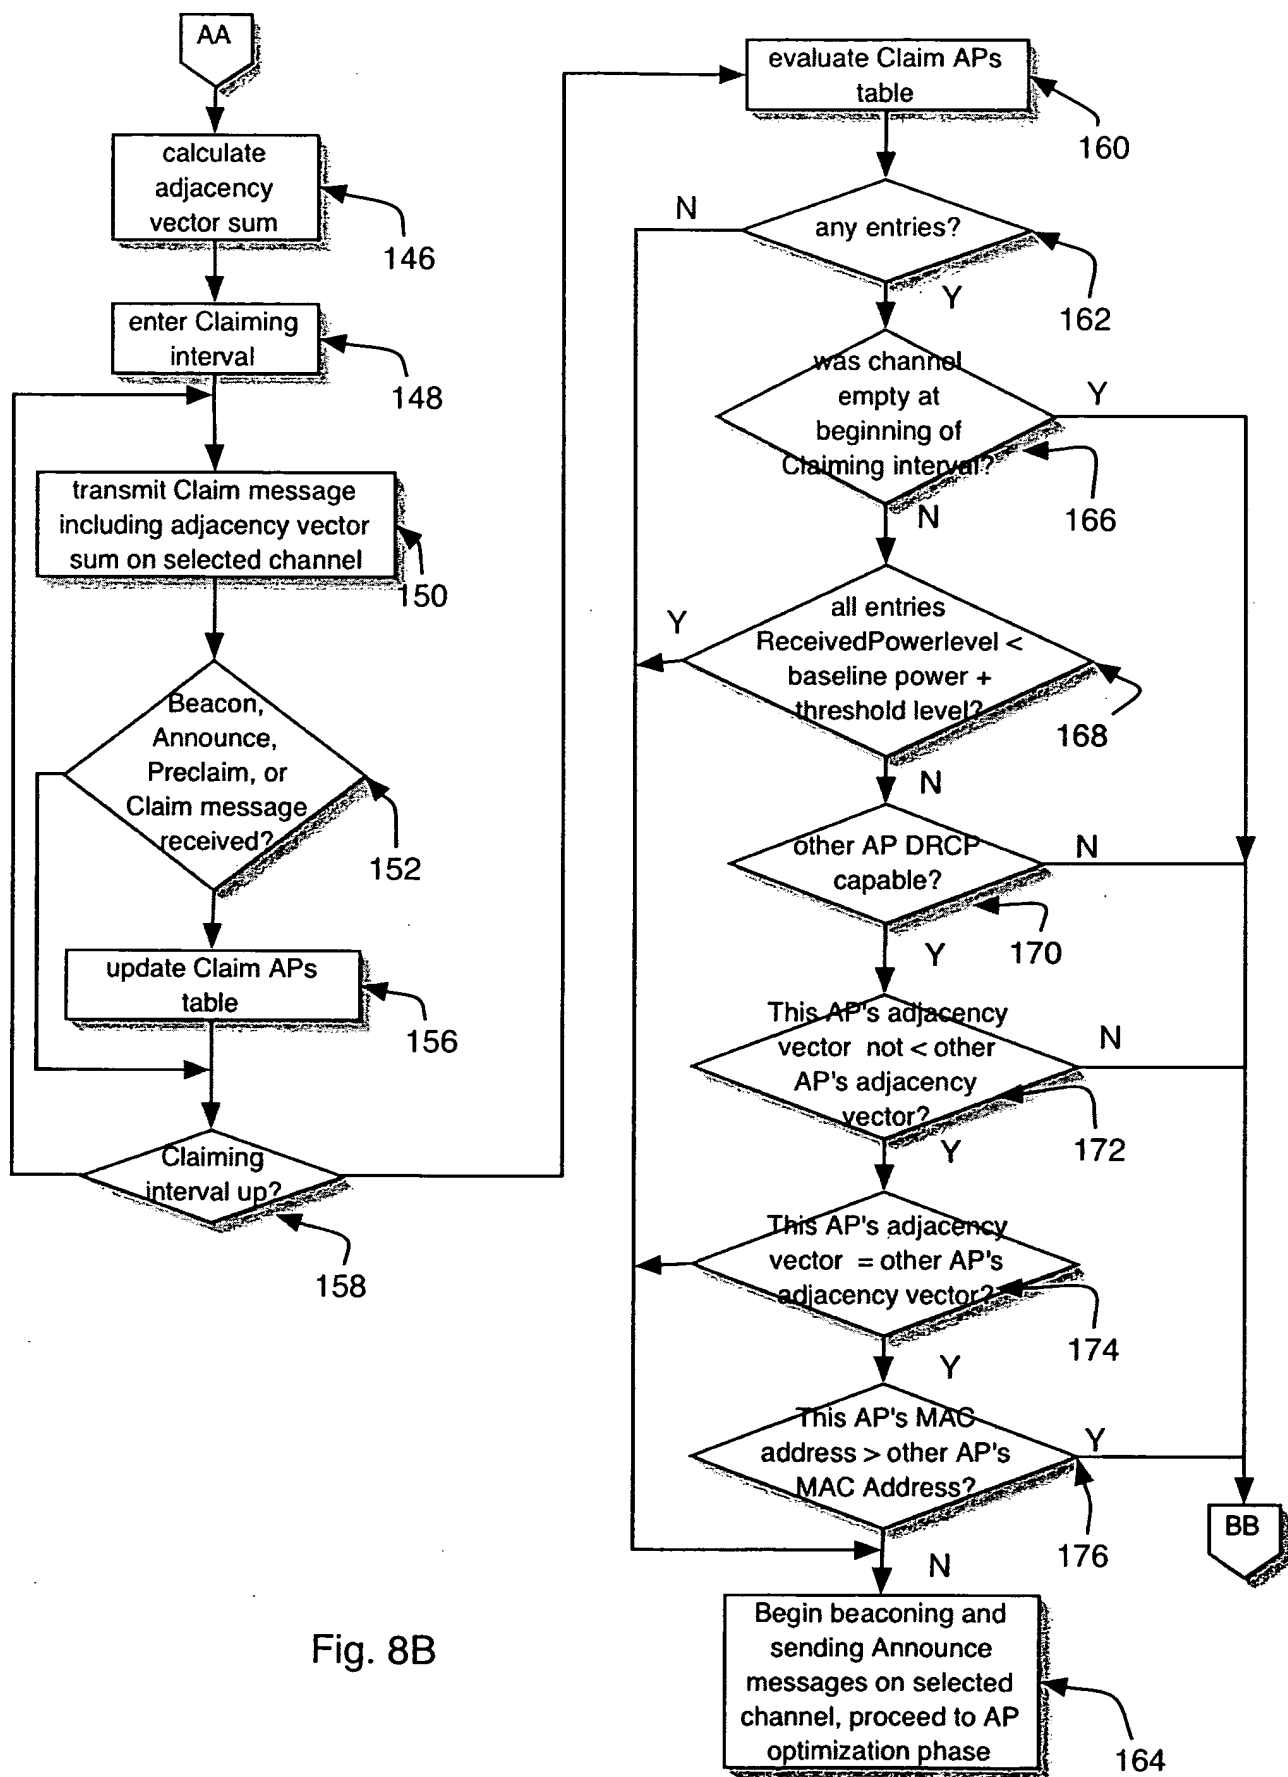 AA
calculate
adjacency
vector sum
146
enter Claiming
interval
148
transmit Claim message
including adjacency vector
sum on selected channel
150
Beacon,
Announce,
Preclaim, or
Claim message
received?
152
update Claim APs
table
156
Claiming
interval up?
158
evaluate Claim APs
table
160
N
any entries?
Y
162
was channel
empty at
beginning of
Claiming interval?
Y
166
N
Y
all entries
ReceivedPowerlevel <
baseline power +
threshold level?
168
N
other AP DRCP
capable?
N
170
Y
This AP's adjacency
vector not < other
AP's adjacency
vector?
N
172
Y
This AP's adjacency
vector = other AP's
adjacency vector?
174
Y
This AP's MAC
address > other AP's
MAC Address?
Y
176
BB
N
Begin beaconing and
sending Announce
messages on selected
channel, proceed to AP
optimization phase
164
Fig. 8B